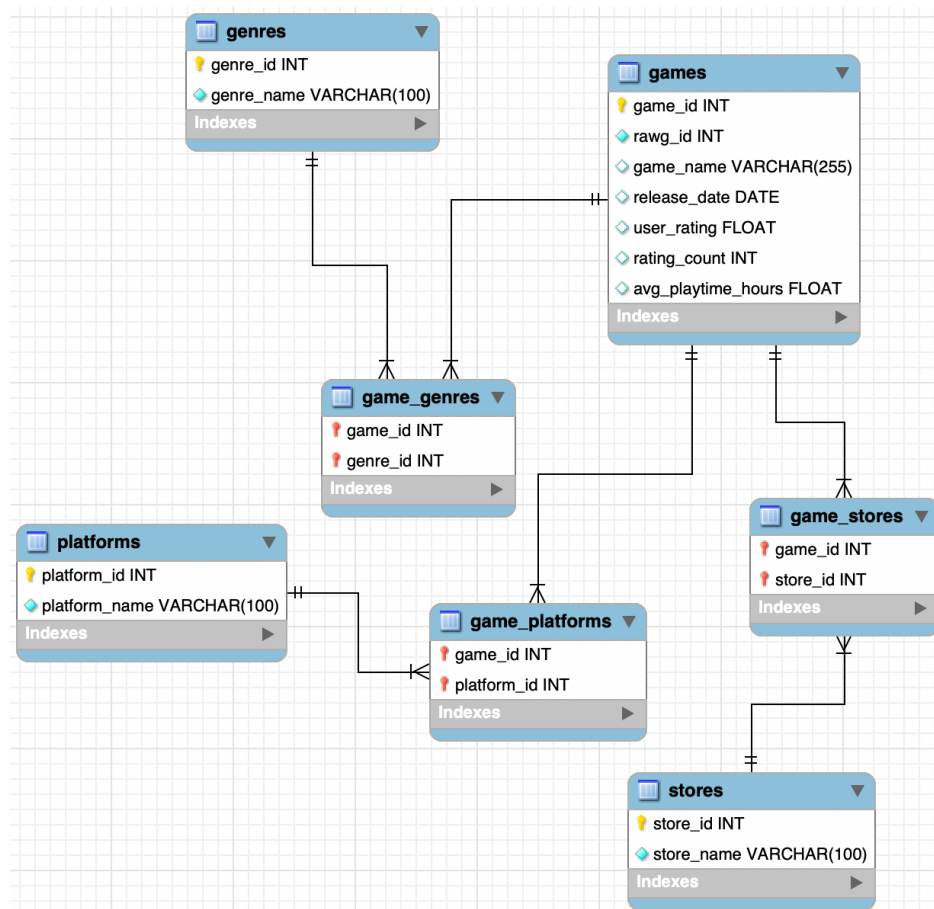 genres
genre_id INT
genre_name VARCHAR(100)
Indexes
games
game_id INT
rawg_id INT
game_name VARCHAR(255)
release_date DATE
user_rating FLOAT
rating_count INT
avg_playtime_hours FLOAT
Indexes
game_genres
game_id INT
genre_id INT
Indexes
platforms
platform_id INT
platform_name VARCHAR(100)
Indexes
game_stores
game_id INT
store_id INT
Indexes
game_platforms
game_id INT
platform_id INT
Indexes
stores
store_id INT
store_name VARCHAR(100)
Indexes